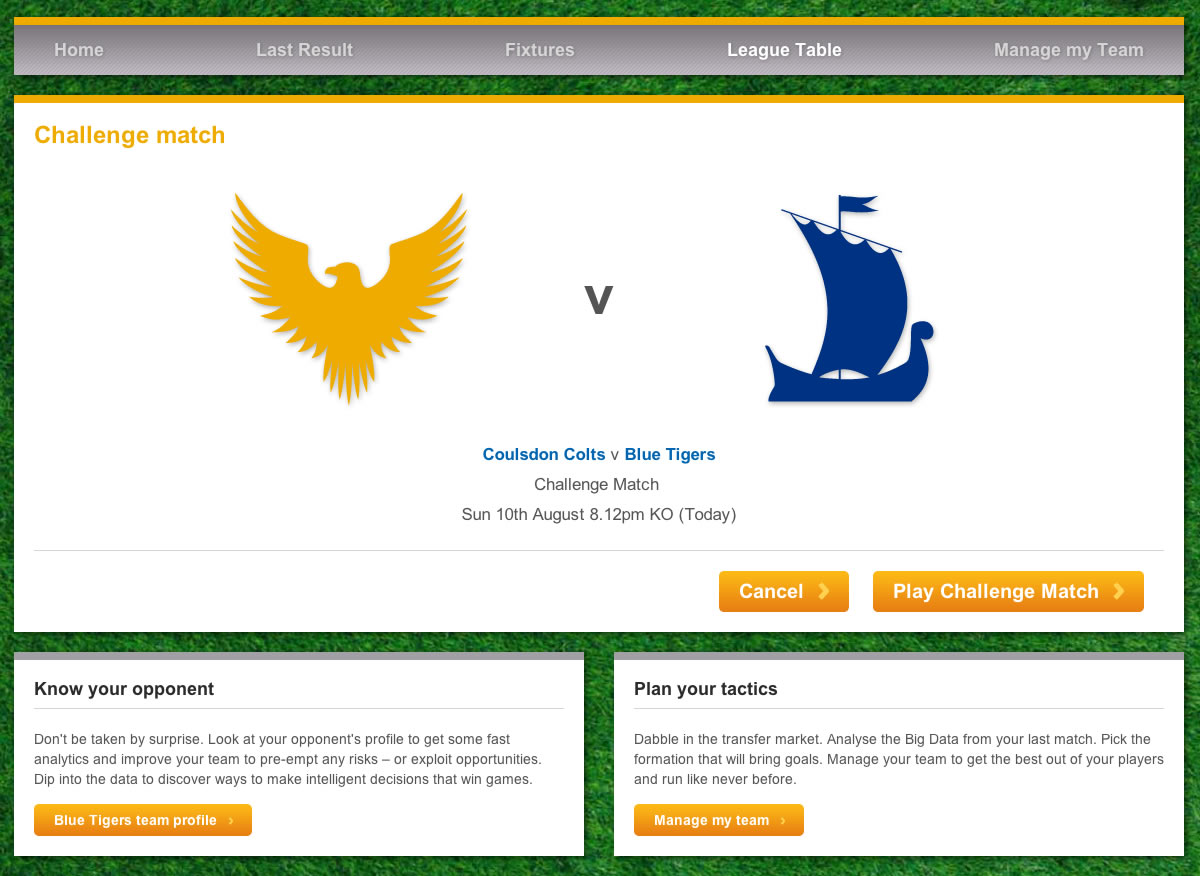 Home
Last Result
Fixtures
League Table
Manage my Team
Challenge match
v
Coulsdon Colts v Blue Tigers
Challenge Match
Sun 10th August 8.12pm KO (Today)
Cancel
Play Challenge Match
Know your opponent
Don't be taken by surprise. Look at your opponent's profile to get some fast
analytics and improve your team to pre-empt any risks – or exploit opportunities.
Dip into the data to discover ways to make intelligent decisions that win games.
Blue Tigers team profile
Plan your tactics
Dabble in the transfer market. Analyse the Big Data from your last match. Pick the
formation that will bring goals. Manage your team to get the best out of your players
and run like never before.
Manage my team